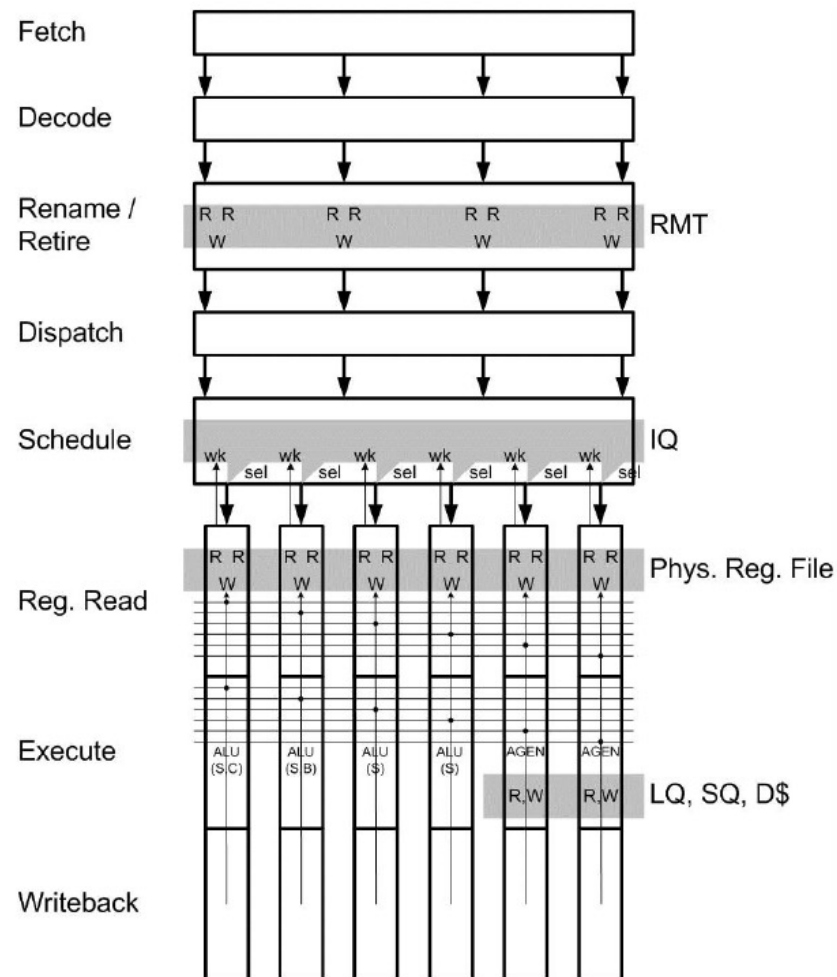 Fetch
Decode
Rename /
Retire
R R R R R R R R
W W W W
RMT
Dispatch
Schedule
IQ
wk sel wk sel wk sel wk sel wk sel wk sel
R R R R R R R R R R R R
W W W W W W
Phys. Reg. File
Reg. Read
Execute
ALU ALU ALU ALU AGEN AGEN
(S,C) (S,B) (S) (S)
R,W R,W
LQ, SQ, D$
Writeback